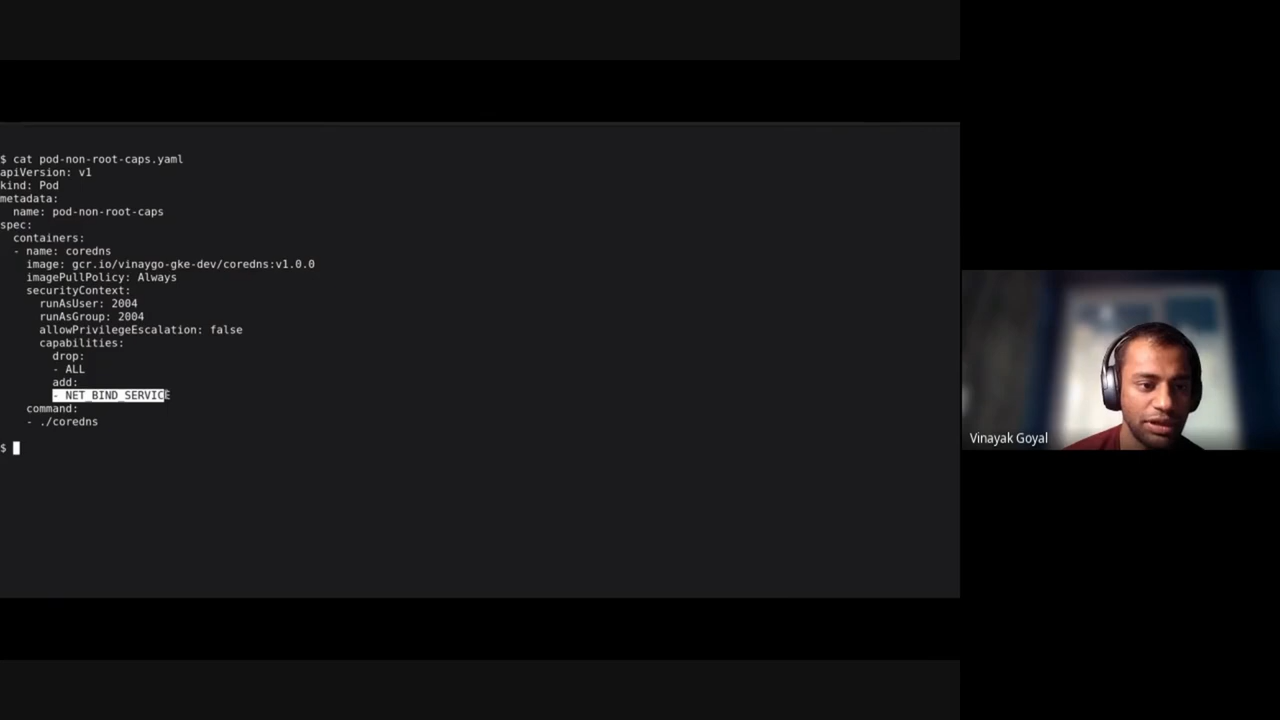 $ cat pod-non-root-caps.yaml
apiVersion: v1
kind: Pod
metadata:
  name: pod-non-root-caps
spec:
  containers:
  - name: coredns
    image: gcr.io/vinaygo-gke-dev/coredns:v1.0.0
    imagePullPolicy: Always
    securityContext:
      runAsUser: 2004
      runAsGroup: 2004
      allowPrivilegeEscalation: false
      capabilities:
        drop:
        - ALL
        add:
        - NET_BIND_SERVICE
    command:
    - ./coredns
$
Vinayak Goyal